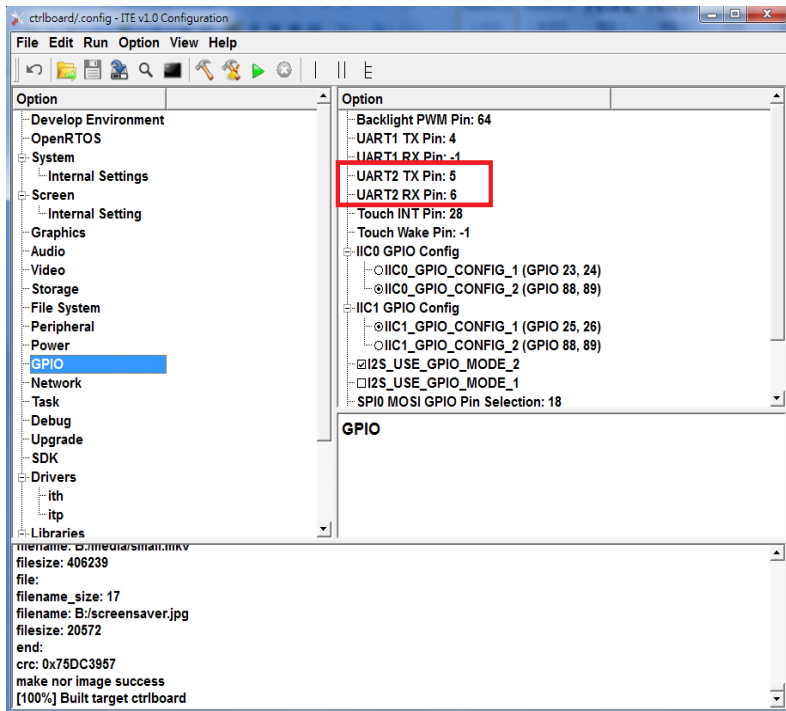 ctrlboard/.config - ITE v1.0 Configuration
File Edit Run Option View Help
Option
Develop Environment
OpenRTOS
System
Internal Settings
Screen
Internal Setting
Graphics
Audio
Video
Storage
File System
Peripheral
Power
GPIO
Network
Task
Debug
Upgrade
SDK
Drivers
ith
itp
Libraries
Option
Backlight PWM Pin: 64
UART1 TX Pin: 4
UART1 RX Pin: -1
UART2 TX Pin: 5
UART2 RX Pin: 6
Touch INT Pin: 28
Touch Wake Pin: -1
IIC0 GPIO Config
IIC0_GPIO_CONFIG_1 (GPIO 23, 24)
IIC0_GPIO_CONFIG_2 (GPIO 88, 89)
IIC1 GPIO Config
IIC1_GPIO_CONFIG_1 (GPIO 25, 26)
IIC1_GPIO_CONFIG_2 (GPIO 88, 89)
I2S_USE_GPIO_MODE_2
I2S_USE_GPIO_MODE_1
SPI0 MOSI GPIO Pin Selection: 18
GPIO
filename: B:/media/small.mkv
filesize: 406239
file:
filename_size: 17
filename: B:/screensaver.jpg
filesize: 20572
end:
crc: 0x75DC3957
make nor image success
[100%] Built target ctrlboard